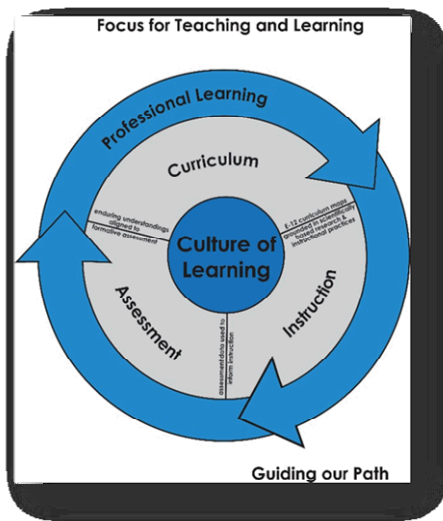 Focus for Teaching and Learning
Professional Learning
Curriculum
enduring understandings
aligned to
formative assessment
E-12 curriculum maps
grounded in scientifically
based research &
instructional practices
Culture of
Learning
Assessment
Instruction
assessment data used to
inform instruction
Guiding our Path